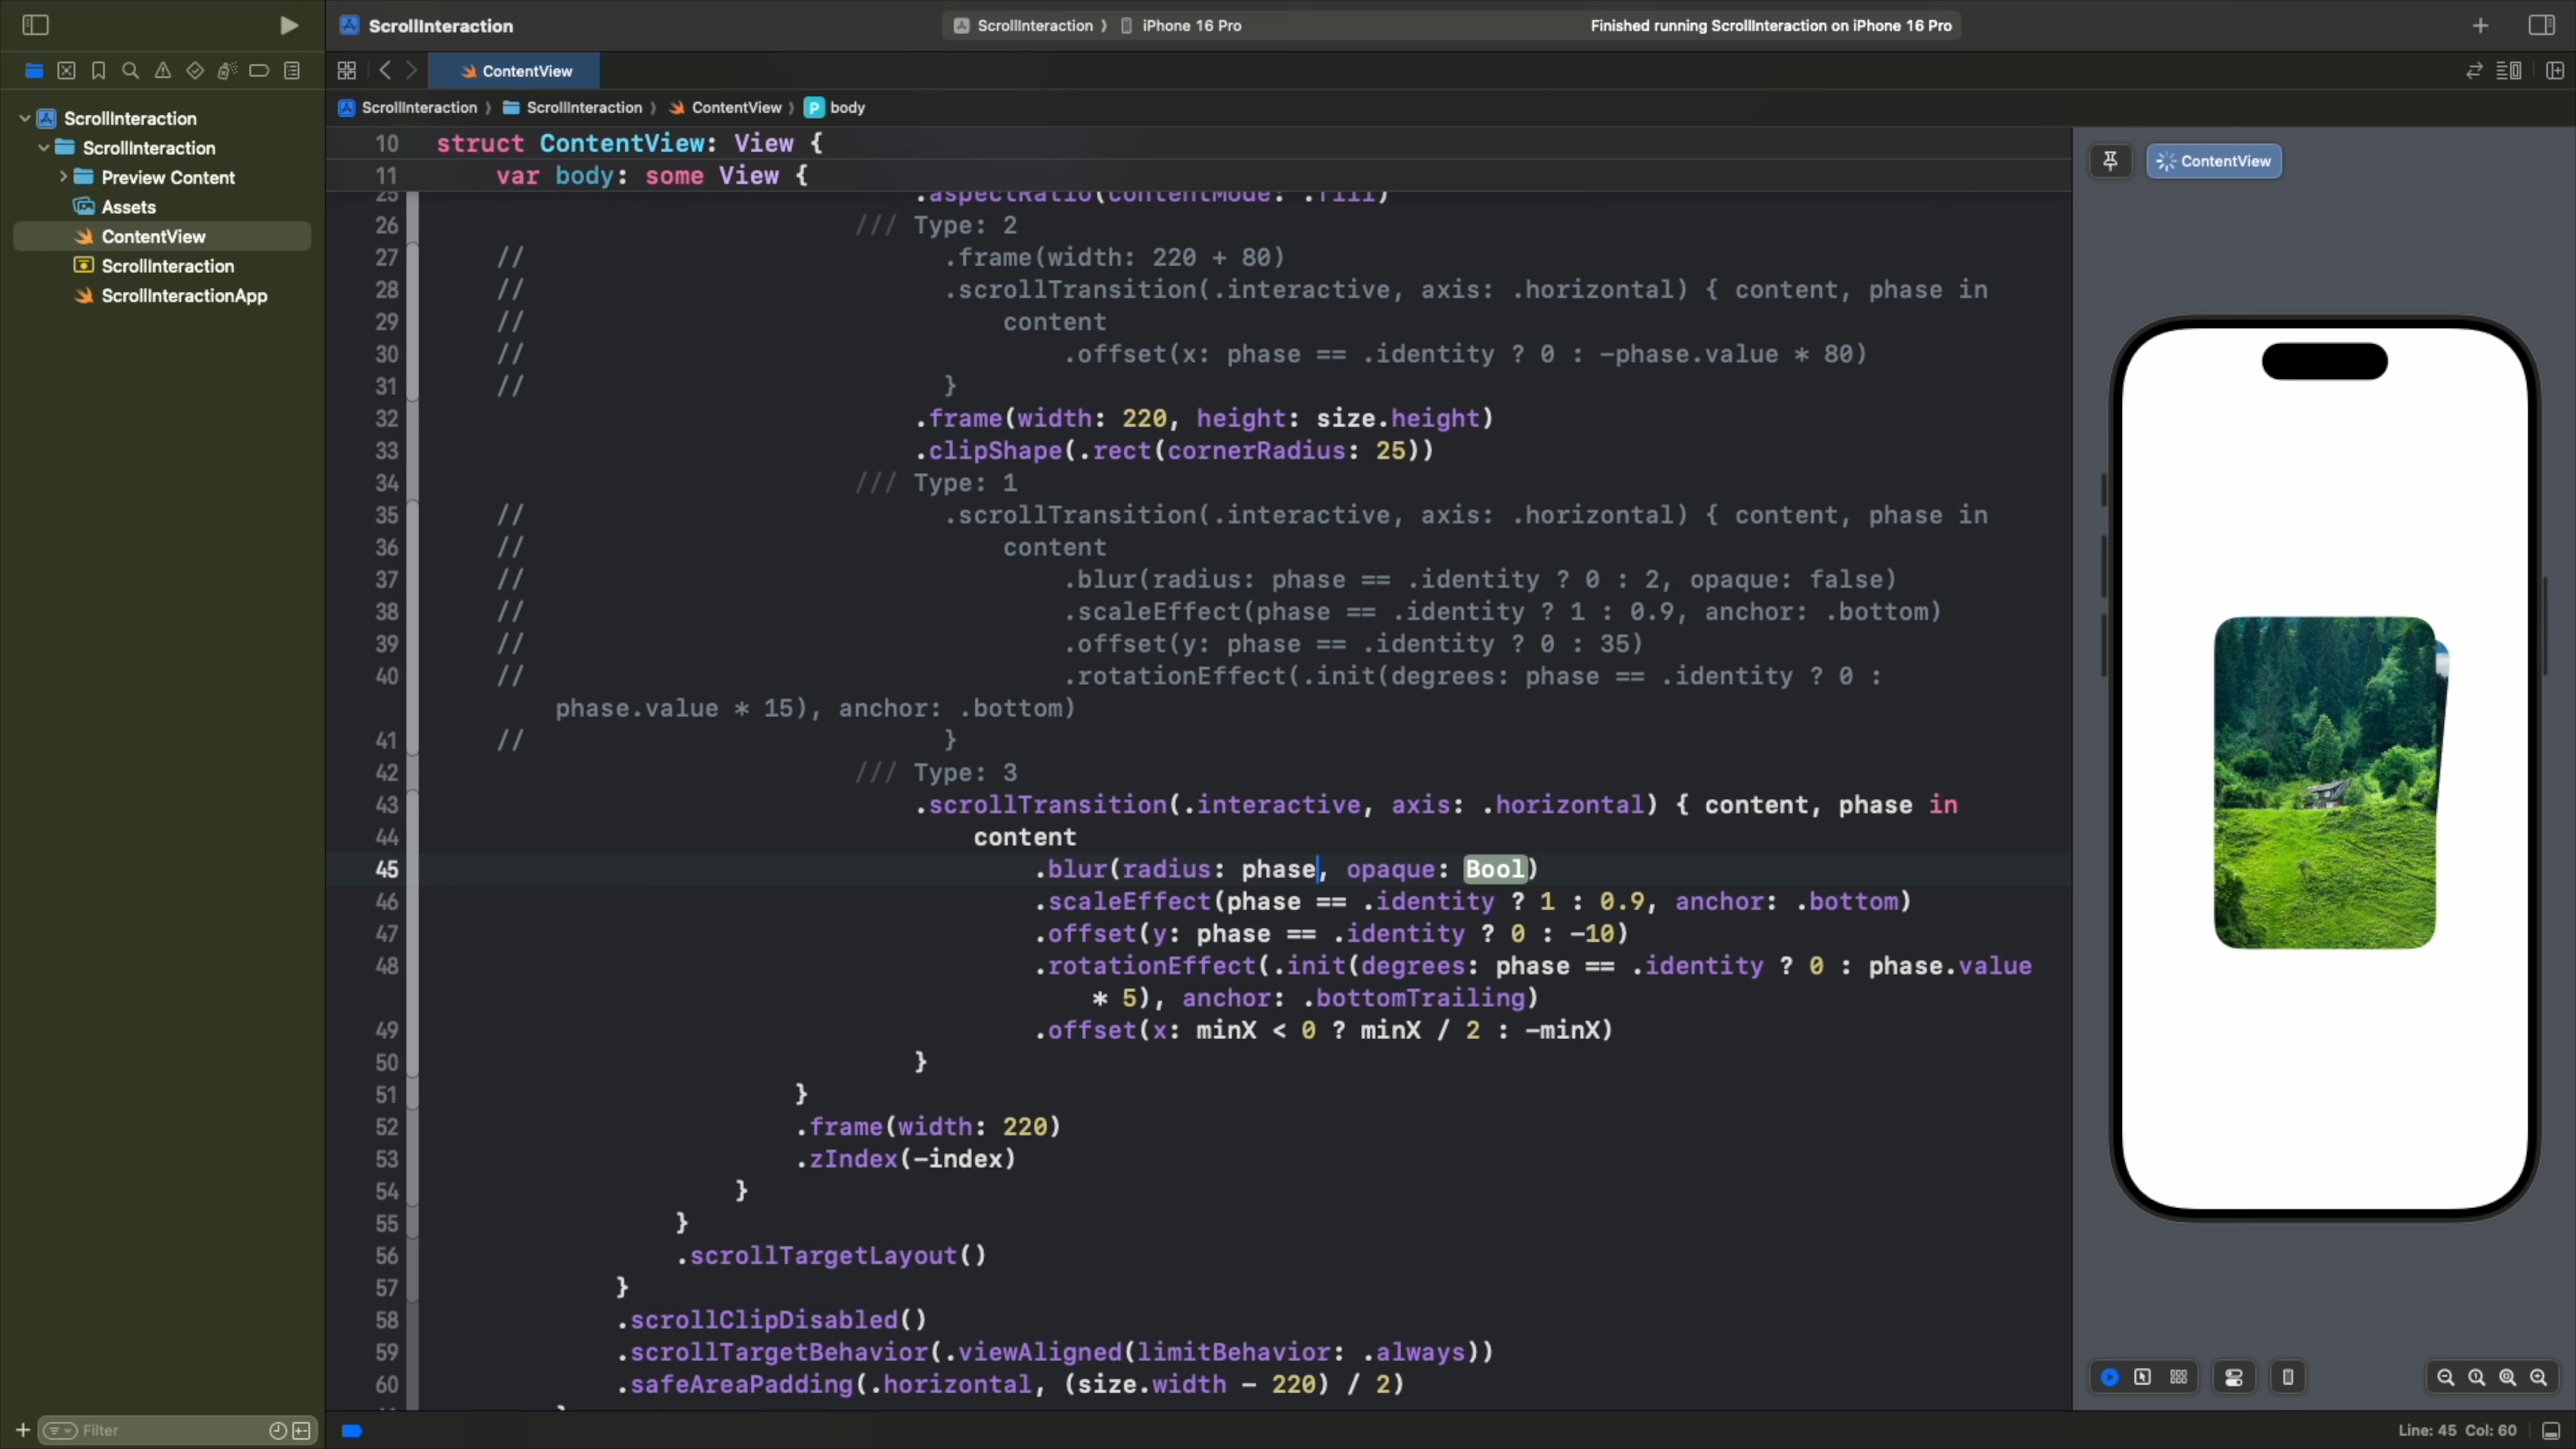 ScrollInteraction
ScrollInteraction ⟩ iPhone 16 Pro
Finished running ScrollInteraction on iPhone 16 Pro
ContentView
ScrollInteraction ⟩ ScrollInteraction ⟩ ContentView ⟩ P body
ScrollInteraction
ScrollInteraction
Preview Content
Assets
ContentView
ScrollInteraction
ScrollInteractionApp
10 struct ContentView: View {
11 var body: some View {
25 .aspectRatio(contentMode: .fill)
26 /// Type: 2
27 // .frame(width: 220 + 80)
28 // .scrollTransition(.interactive, axis: .horizontal) { content, phase in
29 // content
30 // .offset(x: phase == .identity ? 0 : -phase.value * 80)
31 // }
32 .frame(width: 220, height: size.height)
33 .clipShape(.rect(cornerRadius: 25))
34 /// Type: 1
35 // .scrollTransition(.interactive, axis: .horizontal) { content, phase in
36 // content
37 // .blur(radius: phase == .identity ? 0 : 2, opaque: false)
38 // .scaleEffect(phase == .identity ? 1 : 0.9, anchor: .bottom)
39 // .offset(y: phase == .identity ? 0 : 35)
40 // .rotationEffect(.init(degrees: phase == .identity ? 0 :
phase.value * 15), anchor: .bottom)
41 // }
42 /// Type: 3
43 .scrollTransition(.interactive, axis: .horizontal) { content, phase in
44 content
45 .blur(radius: phase, opaque: Bool)
46 .scaleEffect(phase == .identity ? 1 : 0.9, anchor: .bottom)
47 .offset(y: phase == .identity ? 0 : -10)
48 .rotationEffect(.init(degrees: phase == .identity ? 0 : phase.value
* 5), anchor: .bottomTrailing)
49 .offset(x: minX < 0 ? minX / 2 : -minX)
50 }
51 }
52 .frame(width: 220)
53 .zIndex(-index)
54 }
55 }
56 .scrollTargetLayout()
57 }
58 .scrollClipDisabled()
59 .scrollTargetBehavior(.viewAligned(limitBehavior: .always))
60 .safeAreaPadding(.horizontal, (size.width - 220) / 2)
ContentView
Filter
Line: 45 Col: 60